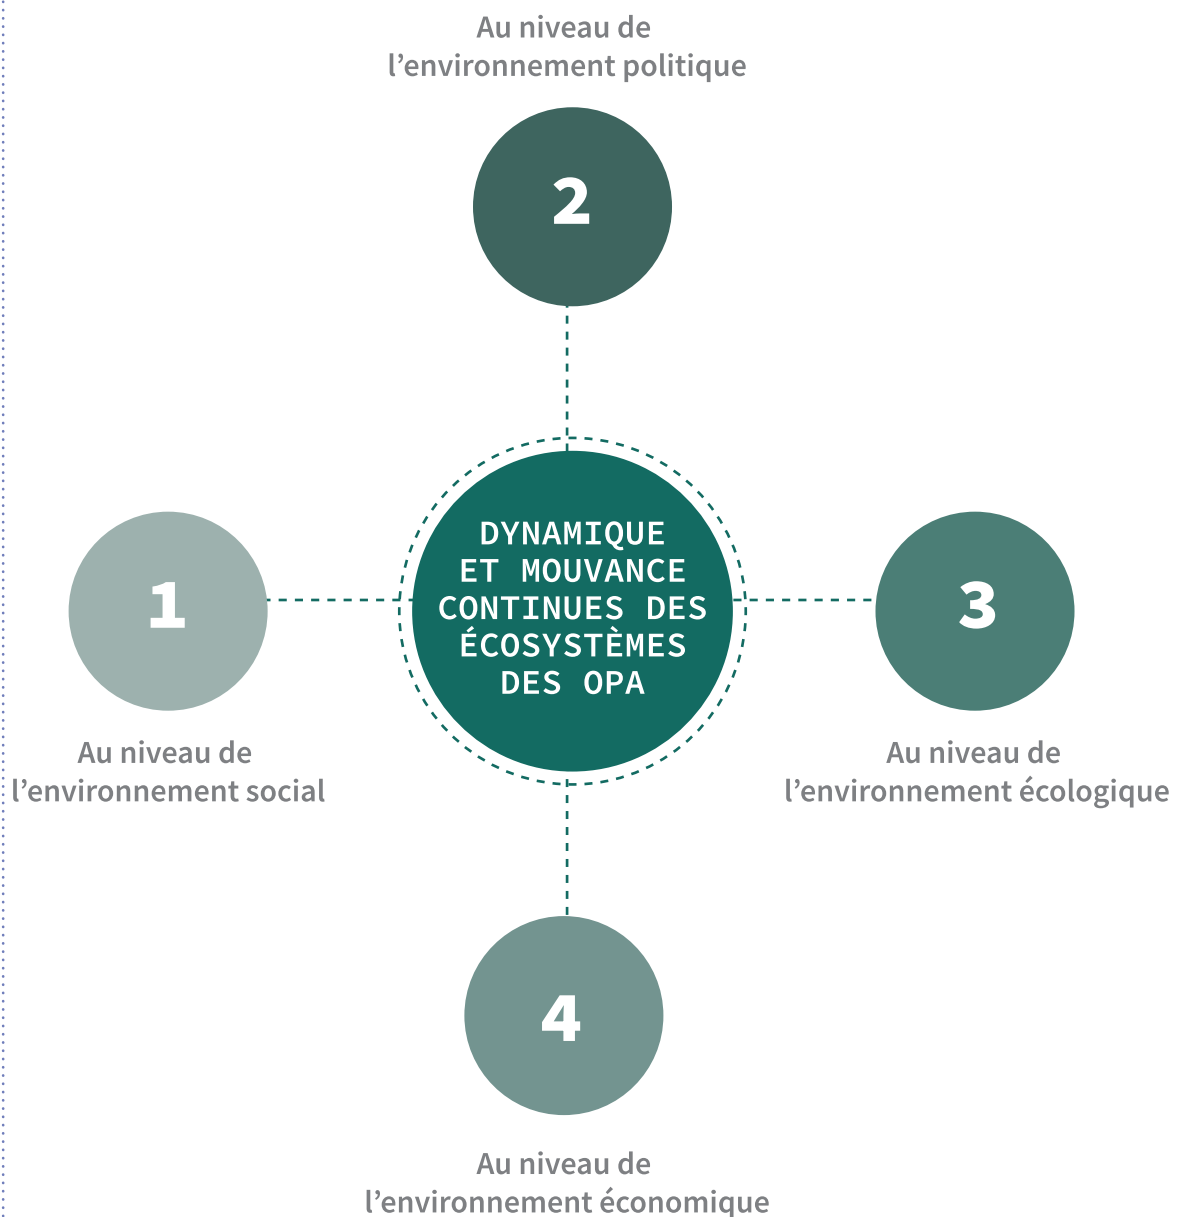 Au niveau de
l’environnement politique
2
DYNAMIQUE
ET MOUVANCE
CONTINUES DES
ÉCOSYSTÈMES
DES OPA
1
Au niveau de
l’environnement social
3
Au niveau de
l’environnement écologique
4
Au niveau de
l’environnement économique